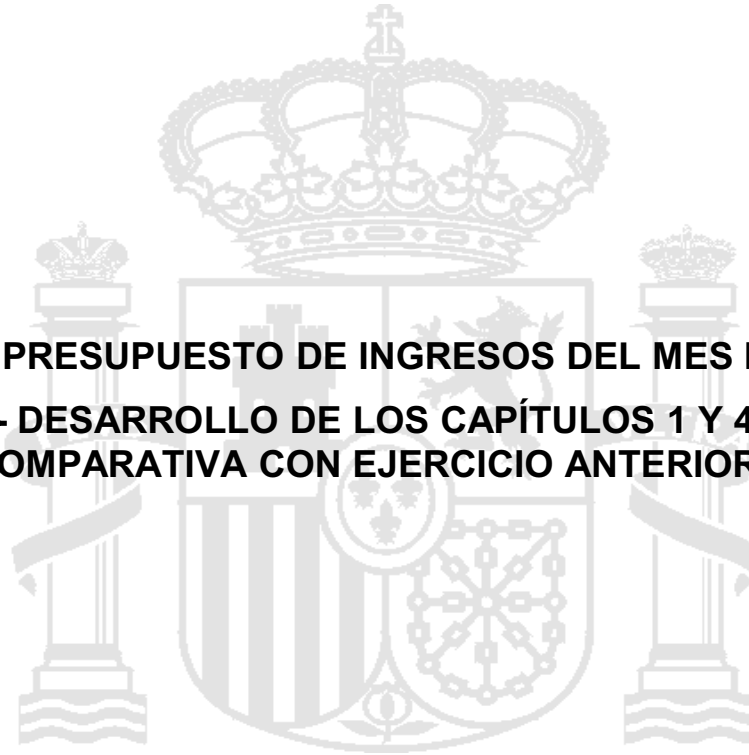 PRESUPUESTO DE INGRESOS DEL MES
- DESARROLLO DE LOS CAPÍTULOS 1 Y 4
OMPARATIVA CON EJERCICIO ANTERIOR